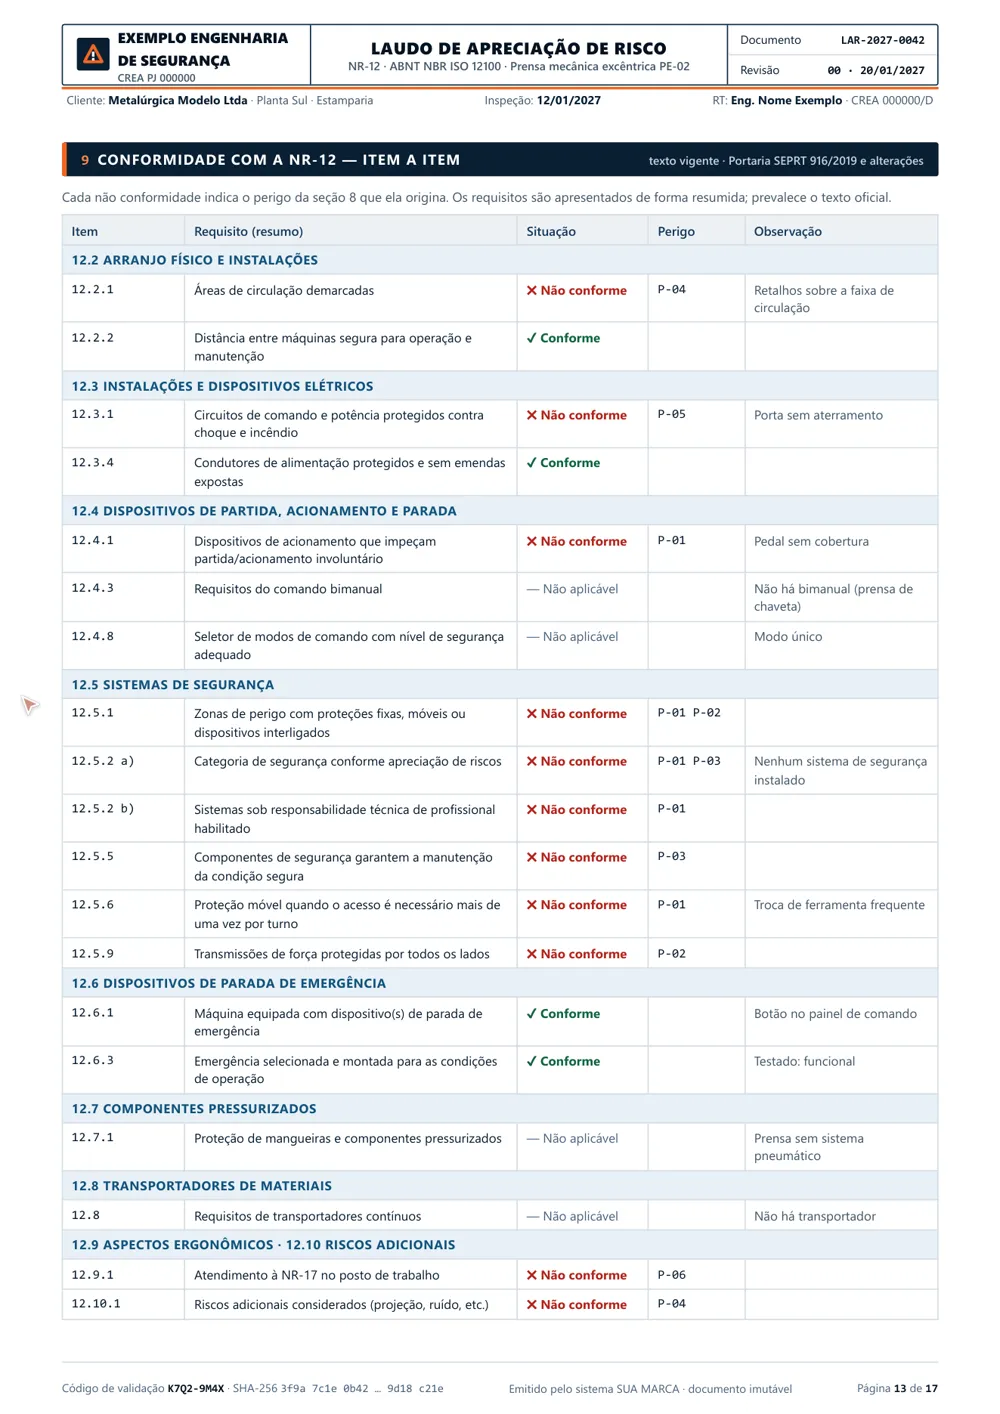 EXEMPLO ENGENHARIA
DE SEGURANÇA
CREA PJ 000000
LAUDO DE APRECIAÇÃO DE RISCO
NR-12 · ABNT NBR ISO 12100 · Prensa mecânica excêntrica PE-02
Documento LAR-2027-0042
Revisão 00 · 20/01/2027
Cliente: Metalúrgica Modelo Ltda · Planta Sul · Estamparia Inspeção: 12/01/2027 RT: Eng. Nome Exemplo · CREA 000000/D
9 CONFORMIDADE COM A NR-12 — ITEM A ITEM texto vigente · Portaria SEPRT 916/2019 e alterações
Cada não conformidade indica o perigo da seção 8 que ela origina. Os requisitos são apresentados de forma resumida; prevalece o texto oficial.
Item Requisito (resumo) Situação Perigo Observação
12.2 ARRANJO FÍSICO E INSTALAÇÕES
12.2.1 Áreas de circulação demarcadas ✕ Não conforme P-04 Retalhos sobre a faixa de
circulação
12.2.2 Distância entre máquinas segura para operação e ✓ Conforme
manutenção
12.3 INSTALAÇÕES E DISPOSITIVOS ELÉTRICOS
12.3.1 Circuitos de comando e potência protegidos contra ✕ Não conforme P-05 Porta sem aterramento
choque e incêndio
12.3.4 Condutores de alimentação protegidos e sem emendas ✓ Conforme
expostas
12.4 DISPOSITIVOS DE PARTIDA, ACIONAMENTO E PARADA
12.4.1 Dispositivos de acionamento que impeçam ✕ Não conforme P-01 Pedal sem cobertura
partida/acionamento involuntário
12.4.3 Requisitos do comando bimanual — Não aplicável Não há bimanual (prensa de
chaveta)
12.4.8 Seletor de modos de comando com nível de segurança — Não aplicável Modo único
adequado
12.5 SISTEMAS DE SEGURANÇA
12.5.1 Zonas de perigo com proteções fixas, móveis ou ✕ Não conforme P-01 P-02
dispositivos interligados
12.5.2 a) Categoria de segurança conforme apreciação de riscos ✕ Não conforme P-01 P-03 Nenhum sistema de segurança
instalado
12.5.2 b) Sistemas sob responsabilidade técnica de profissional ✕ Não conforme P-01
habilitado
12.5.5 Componentes de segurança garantem a manutenção ✕ Não conforme P-03
da condição segura
12.5.6 Proteção móvel quando o acesso é necessário mais de ✕ Não conforme P-01 Troca de ferramenta frequente
uma vez por turno
12.5.9 Transmissões de força protegidas por todos os lados ✕ Não conforme P-02
12.6 DISPOSITIVOS DE PARADA DE EMERGÊNCIA
12.6.1 Máquina equipada com dispositivo(s) de parada de ✓ Conforme Botão no painel de comando
emergência
12.6.3 Emergência selecionada e montada para as condições ✓ Conforme Testado: funcional
de operação
12.7 COMPONENTES PRESSURIZADOS
12.7.1 Proteção de mangueiras e componentes pressurizados — Não aplicável Prensa sem sistema
pneumático
12.8 TRANSPORTADORES DE MATERIAIS
12.8 Requisitos de transportadores contínuos — Não aplicável Não há transportador
12.9 ASPECTOS ERGONÔMICOS · 12.10 RISCOS ADICIONAIS
12.9.1 Atendimento à NR-17 no posto de trabalho ✕ Não conforme P-06
12.10.1 Riscos adicionais considerados (projeção, ruído, etc.) ✕ Não conforme P-04
Código de validação K7Q2-9M4X · SHA-256 3f9a 7c1e 0b42 … 9d18 c21e Emitido pelo sistema SUA MARCA · documento imutável Página 13 de 17